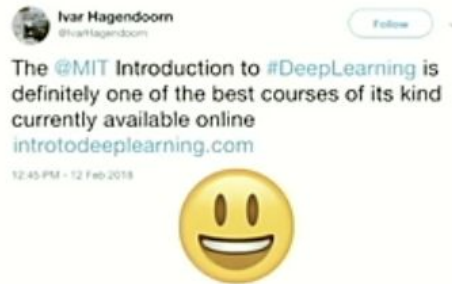 Ivar Hagendoorn
@IvarHagendoorn
Follow
The @MIT Introduction to #DeepLearning is
definitely one of the best courses of its kind
currently available online
introtodeeplearning.com
12:45 PM - 12 Feb 2018